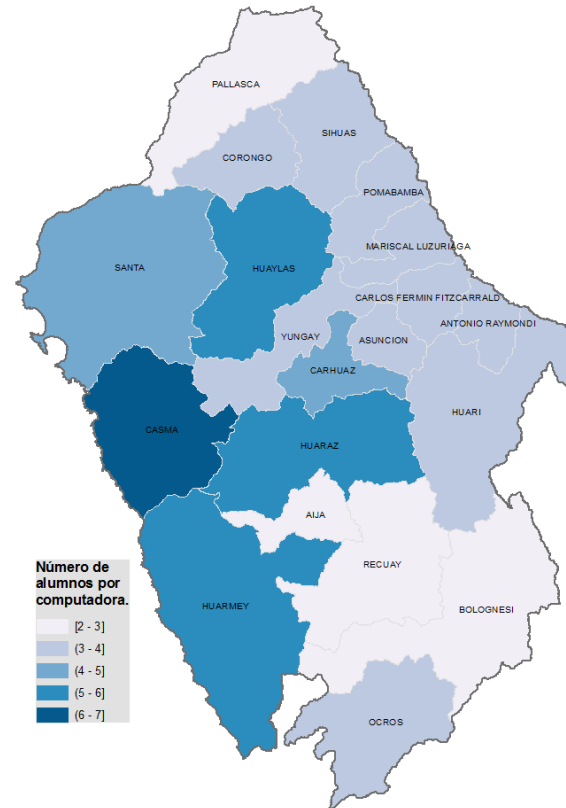 PALLASCA
SIHUAS
CORONGO
POMABAMBA
MARISCAL LUZURIAGA
SANTA
HUAYLAS
CARLOS FERMIN FITZCARRALD
ANTONIO RAYMONDI
YUNGAY
ASUNCION
CARHUAZ
HUARI
CASMA
HUARAZ
AIJA
RECUAY
HUARMEY
BOLOGNESI
OCROS
Número de
alumnos por
computadora.
[2 - 3]
(3 - 4]
(4 - 5]
(5 - 6]
(6 - 7]